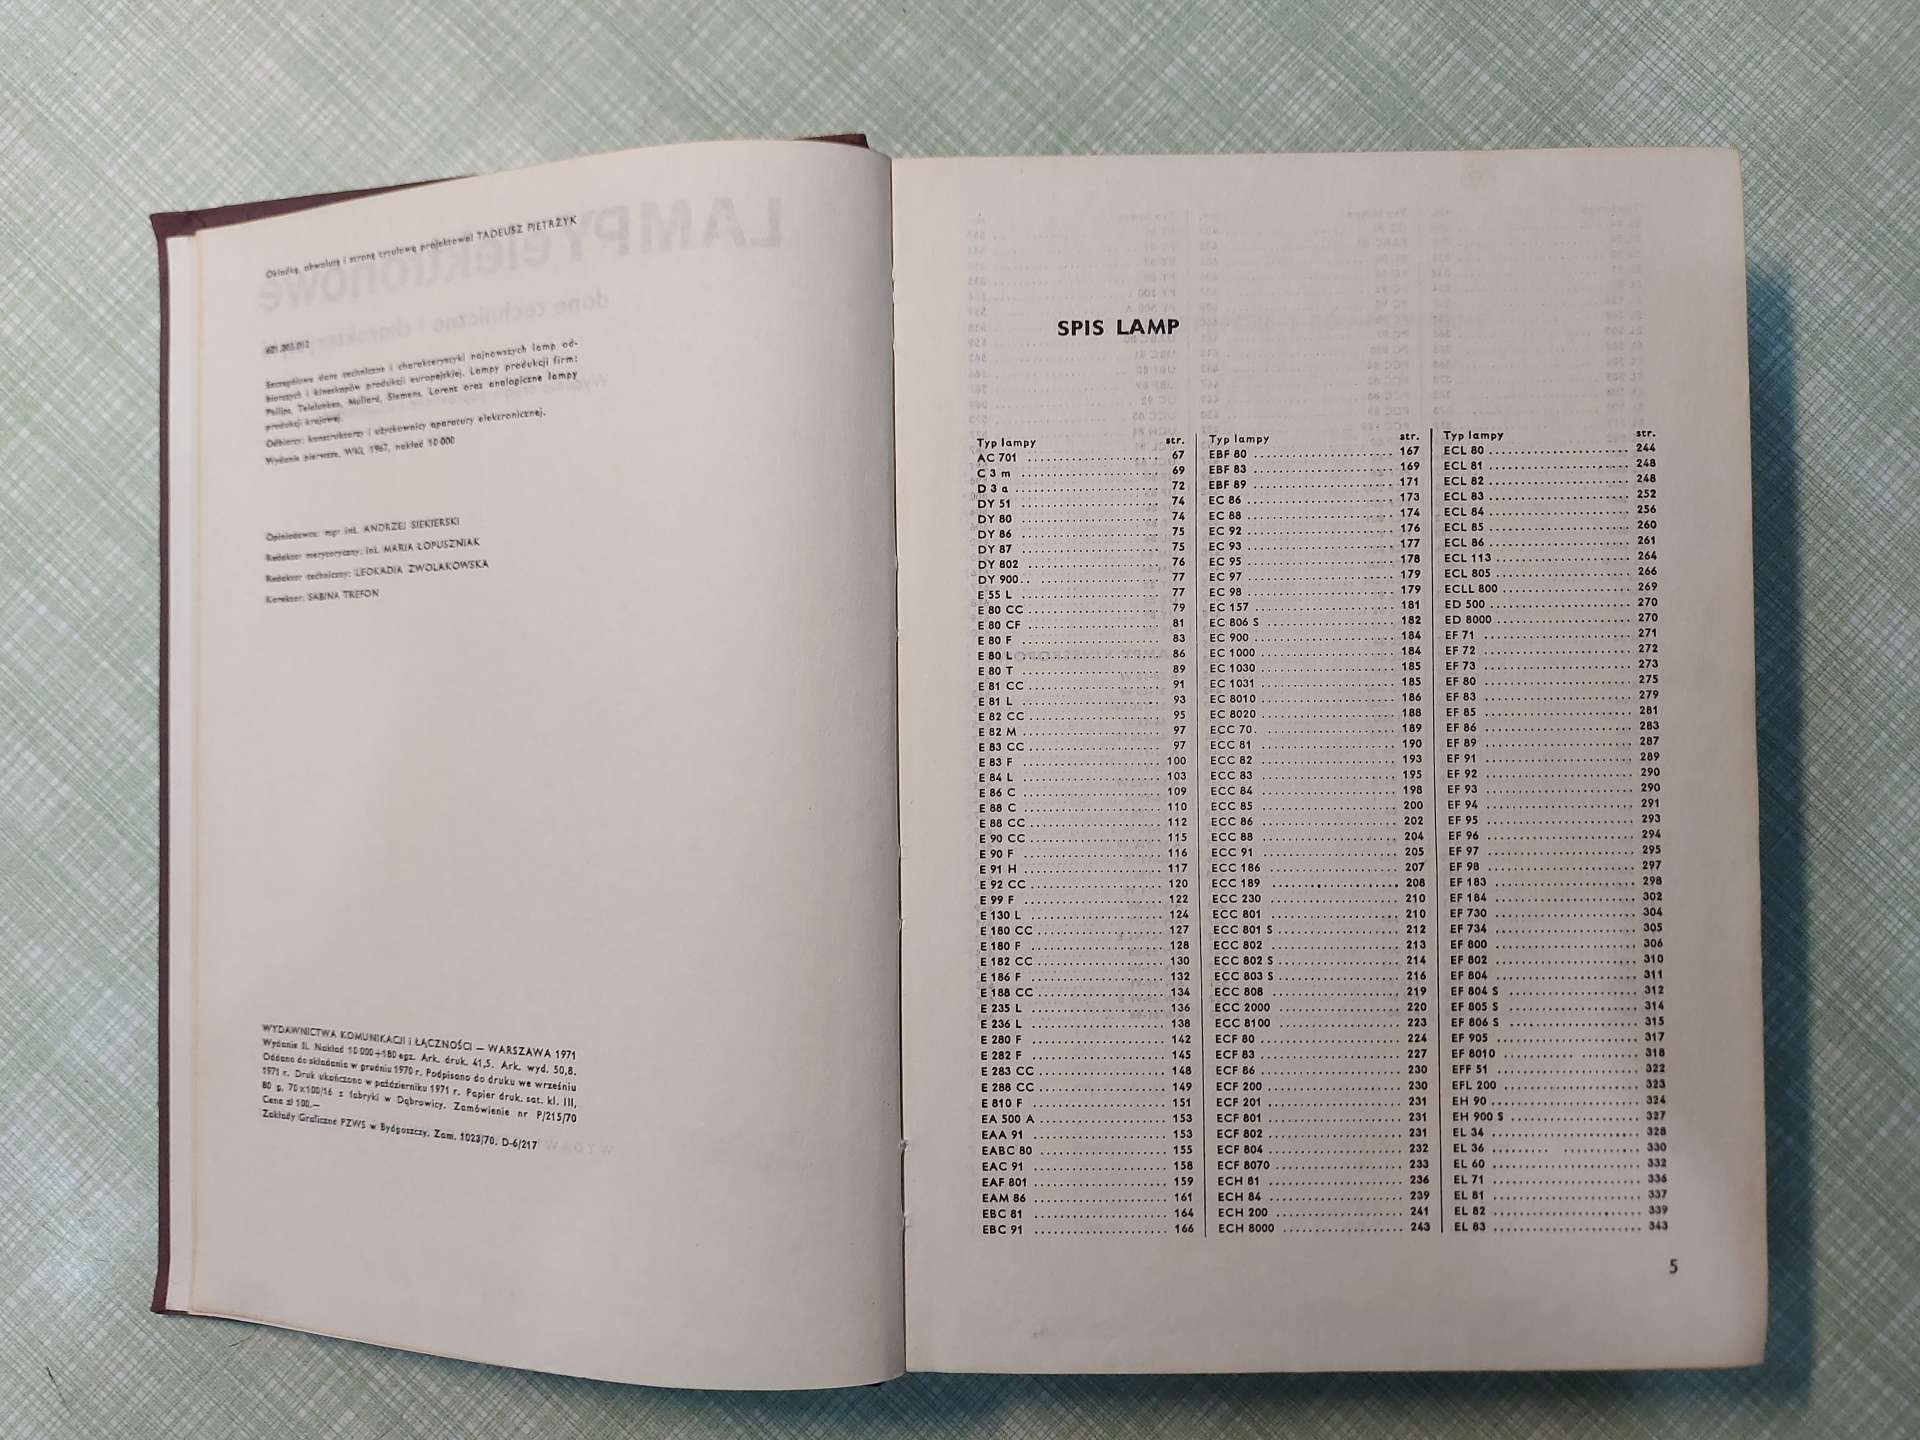 Okładkę, obwolutę i stronę tytułową projektował TADEUSZ PIETRZYK
621.385.012
Szczegółowe dane techniczne i charakterystyki najnowszych lamp od-
biorczych i kineskopów produkcji europejskiej. Lampy produkcji firm:
Philips, Telefunken, Mullard, Siemens, Lorenz oraz analogiczne lampy
produkcji krajowej.
Odbiorcy: konstruktorzy i użytkownicy aparatury elektronicznej.
Wydanie pierwsze, WKŁ 1967, nakład 10 000
Opiniodawca: mgr inż. ANDRZEJ SIEKIERSKI
Redaktor merytoryczny: inż. MARIA ŁOPUSZNIAK
Redaktor techniczny: LEOKADIA ZWOLAKOWSKA
Korektor: SABINA TREFON
WYDAWNICTWA KOMUNIKACJI i ŁĄCZNOŚCI — WARSZAWA 1971
Wydanie II. Nakład 10 000+180 egz. Ark. druk. 41,5. Ark. wyd. 50,8.
Oddano do składania w grudniu 1970 r. Podpisano do druku we wrześniu
1971 r. Druk ukończono w październiku 1971 r. Papier druk. sat. kl. III,
80 g, 70x100/16 z fabryki w Dąbrowicy. Zamówienie nr P/215/70
Cena zł 100.—
Zakłady Graficzne PZWS w Bydgoszczy. Zam. 1023/70. D-6/217
SPIS LAMP
Typ lampy str.
AC 701 67
C 3 m 69
D 3 a 72
DY 51 74
DY 80 74
DY 86 75
DY 87 75
DY 802 76
DY 900 77
E 55 L 77
E 80 CC 79
E 80 CF 81
E 80 F 83
E 80 L 86
E 80 T 89
E 81 CC 91
E 81 L 93
E 82 CC 95
E 82 M 97
E 83 CC 97
E 83 F 100
E 84 L 103
E 86 C 109
E 88 C 110
E 88 CC 112
E 90 CC 115
E 90 F 116
E 91 H 117
E 92 CC 120
E 99 F 122
E 130 L 124
E 180 CC 127
E 180 F 128
E 182 CC 130
E 186 F 132
E 188 CC 134
E 235 L 136
E 236 L 138
E 280 F 142
E 282 F 145
E 283 CC 148
E 288 CC 149
E 810 F 151
EA 500 A 153
EAA 91 153
EABC 80 155
EAC 91 158
EAF 801 159
EAM 86 161
EBC 81 164
EBC 91 166
Typ lampy str.
EBF 80 167
EBF 83 169
EBF 89 171
EC 86 173
EC 88 174
EC 92 176
EC 93 177
EC 95 178
EC 97 179
EC 98 179
EC 157 181
EC 806 S 182
EC 900 184
EC 1000 184
EC 1030 185
EC 1031 185
EC 8010 186
EC 8020 188
ECC 70 189
ECC 81 190
ECC 82 193
ECC 83 195
ECC 84 198
ECC 85 200
ECC 86 202
ECC 88 204
ECC 91 205
ECC 186 207
ECC 189 208
ECC 230 210
ECC 801 210
ECC 801 S 212
ECC 802 213
ECC 802 S 214
ECC 803 S 216
ECC 808 219
ECC 2000 220
ECC 8100 223
ECF 80 224
ECF 83 227
ECF 86 230
ECF 200 230
ECF 201 231
ECF 801 231
ECF 802 231
ECF 804 232
ECF 8070 233
ECH 81 236
ECH 84 239
ECH 200 241
ECH 8000 243
Typ lampy str.
ECL 80 244
ECL 81 248
ECL 82 248
ECL 83 252
ECL 84 256
ECL 85 260
ECL 86 261
ECL 113 264
ECL 805 266
ECLL 800 269
ED 500 270
ED 8000 270
EF 71 271
EF 72 272
EF 73 273
EF 80 275
EF 83 279
EF 85 281
EF 86 283
EF 89 287
EF 91 289
EF 92 290
EF 93 290
EF 94 291
EF 95 293
EF 96 294
EF 97 295
EF 98 297
EF 183 298
EF 184 302
EF 730 304
EF 734 305
EF 800 306
EF 802 310
EF 804 311
EF 804 S 312
EF 805 S 314
EF 806 S 315
EF 905 317
EF 8010 318
EFF 51 322
EFL 200 323
EH 90 324
EH 900 S 327
EL 34 328
EL 36 330
EL 60 332
EL 71 336
EL 81 337
EL 82 339
EL 83 343
5